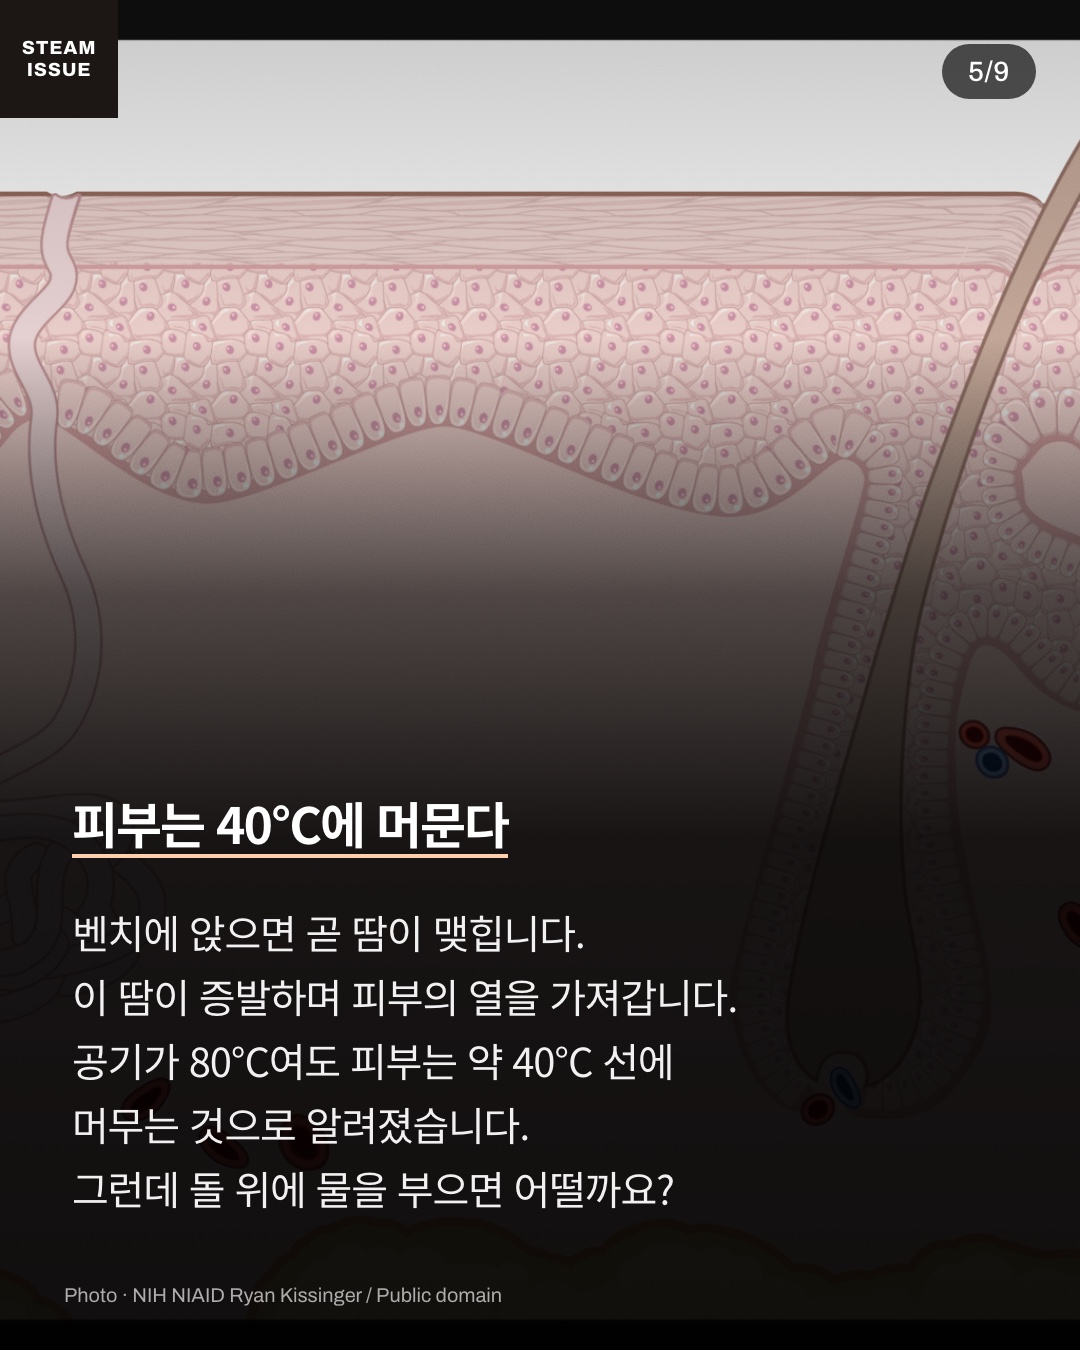 STEAM
ISSUE
5/9
피부는 40°C에 머문다
벤치에 앉으면 곧 땀이 맺힙니다.
이 땀이 증발하며 피부의 열을 가져갑니다.
공기가 80°C여도 피부는 약 40°C 선에
머무는 것으로 알려졌습니다.
그런데 돌 위에 물을 부으면 어떨까요?
Photo · NIH NIAID Ryan Kissinger / Public domain